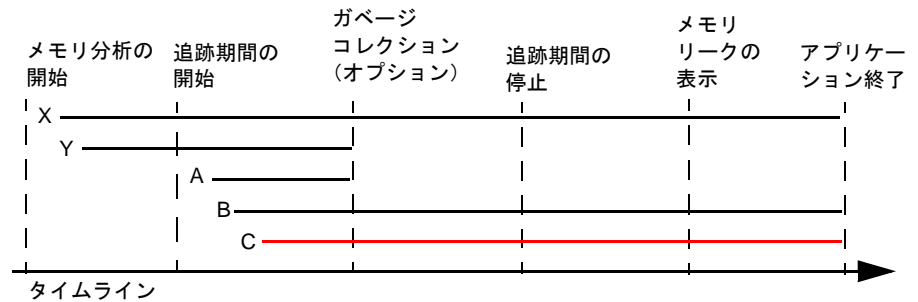 メモリ分析の
開始
追跡期間の
開始
ガベージ
コレクション
(オプション)
追跡期間の
停止
メモリ
リークの
表示
アプリケー
ション終了
X
Y
A
B
C
タイムライン